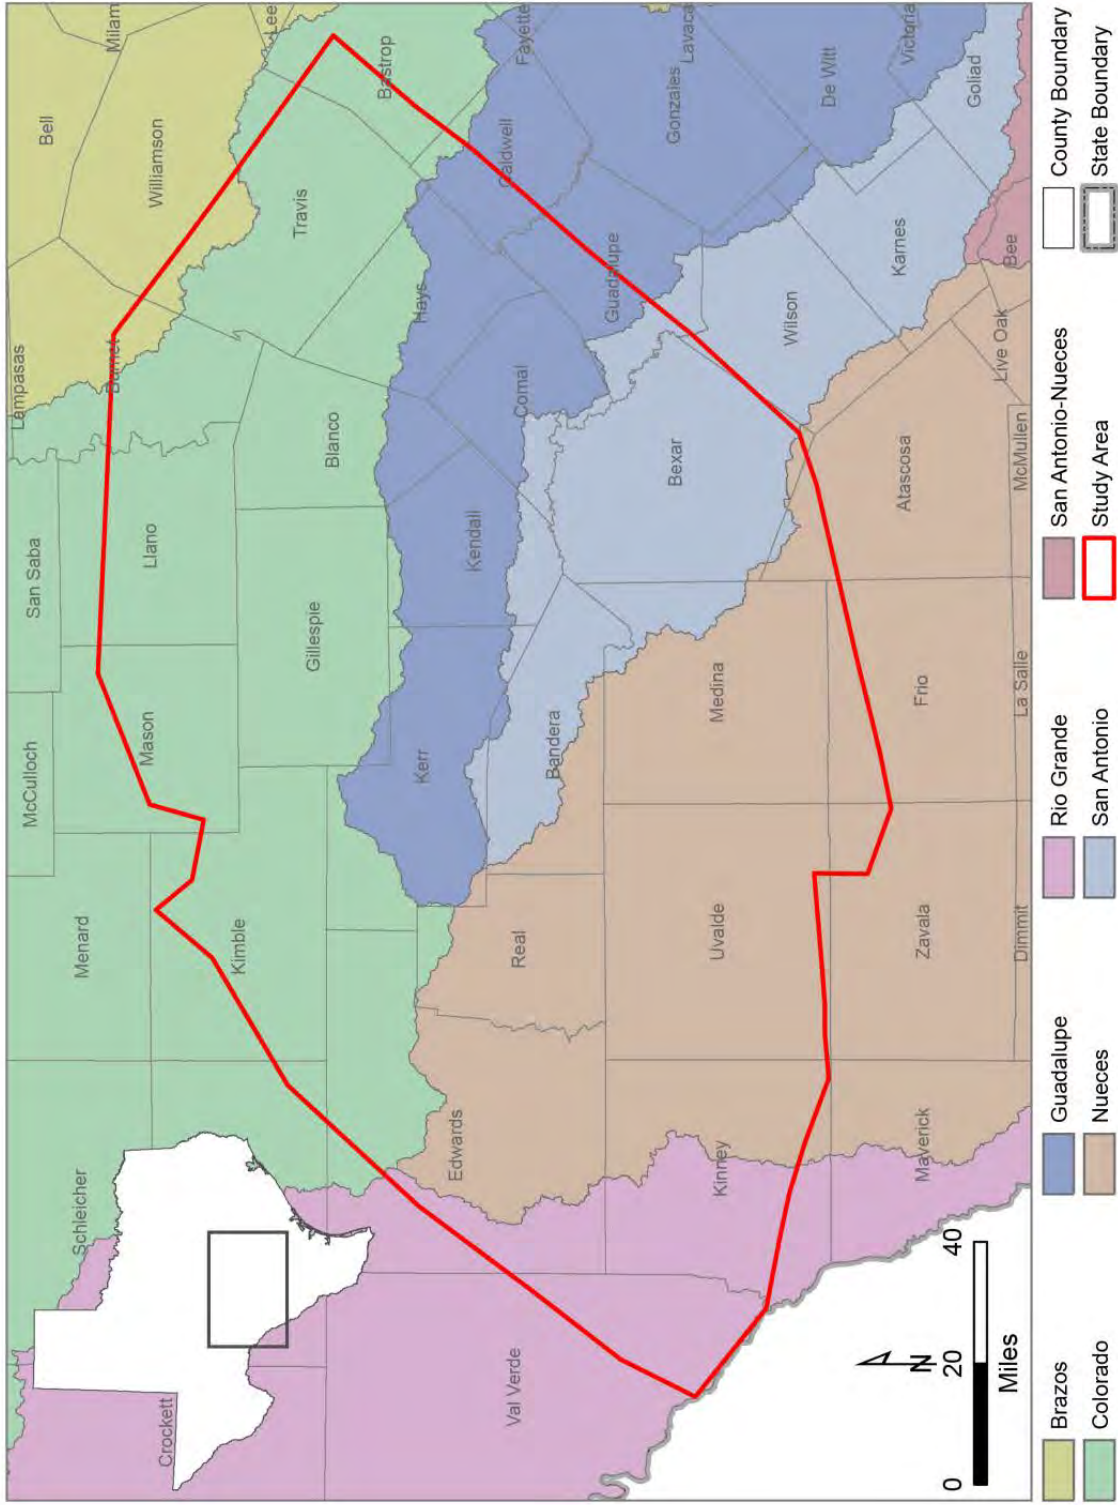 Bell
Milam
Lee
Williamson
Lampasas
Burnet
Travis
Bastrop
Fayette
Lavaca
Victoria
Goliad
De Witt
Gonzales
Caldwell
Hays
Guadalupe
Comal
Karnes
Bee
Wilson
Live Oak
San Saba
Llano
Blanco
Kendall
Bexar
Atascosa
McMullen
McCulloch
Mason
Gillespie
Kerr
Bandera
Medina
Frio
La Salle
Menard
Kimble
Real
Uvalde
Zavala
Dimmit
Schleicher
Edwards
Kinney
Maverick
Crockett
Val Verde
N
0 20 40
Miles
Brazos
Colorado
Guadalupe
Nueces
Rio Grande
San Antonio
San Antonio-Nueces
Study Area
County Boundary
State Boundary